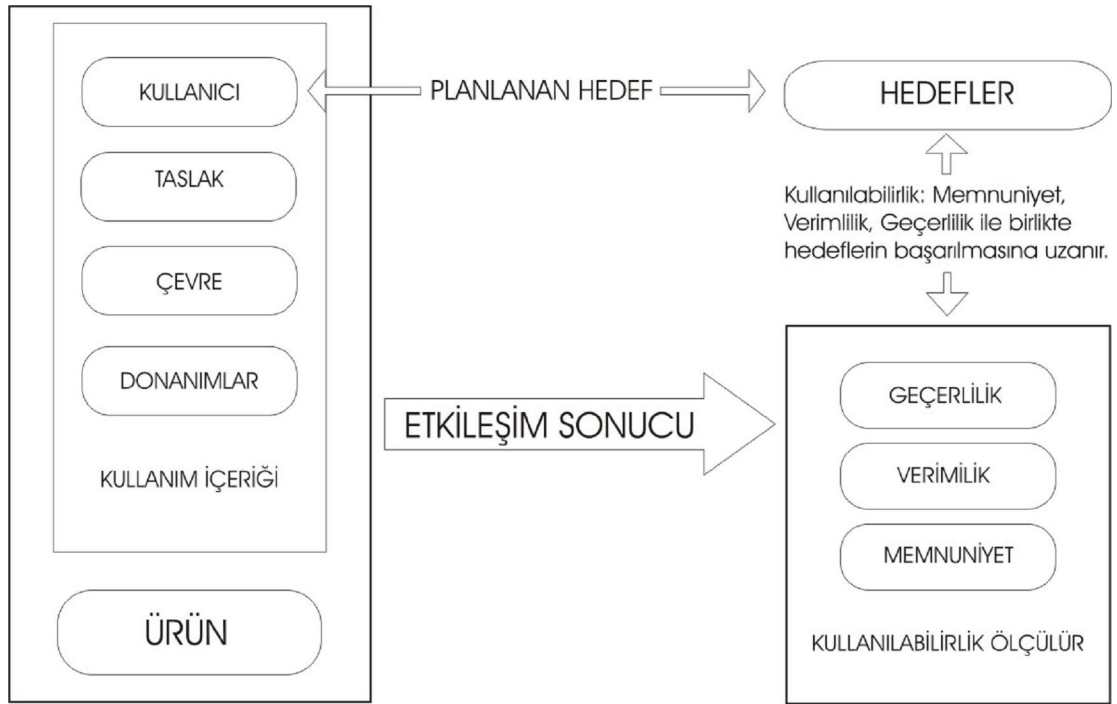 KULLANICI
PLANLANAN HEDEF
HEDEFLER
TASLAK
Kullanılabilirlik: Memnuniyet,
Verimlilik, Geçerlilik ile birlikte
hedeflerin başarılmasına uzanır.
ÇEVRE
DONANIMLAR
KULLANIM İÇERİĞİ
ÜRÜN
ETKİLEŞİM SONUCU
GEÇERLİLİK
VERİMİLİK
MEMNUNİYET
KULLANILABİLİRLİK ÖLÇÜLÜR